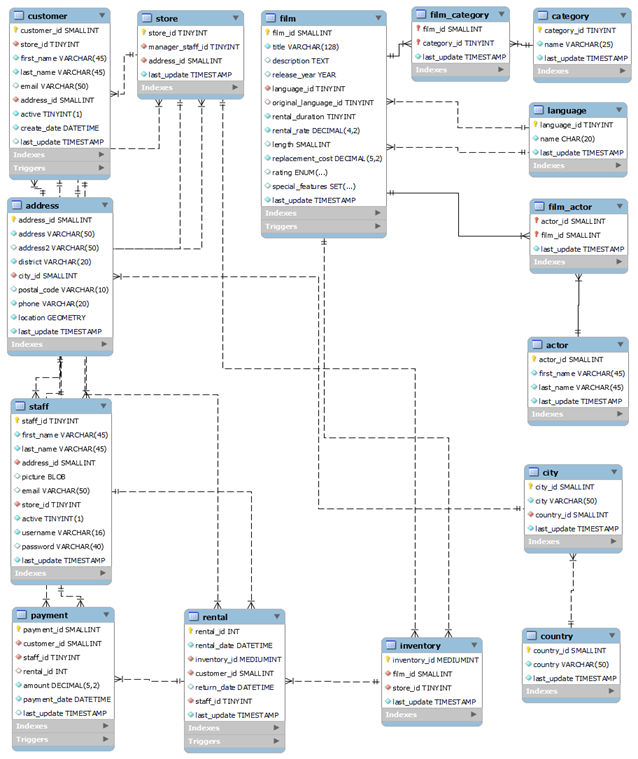 customer
customer_id SMALLINT
store_id TINYINT
first_name VARCHAR(45)
last_name VARCHAR(45)
email VARCHAR(50)
address_id SMALLINT
active TINYINT(1)
create_date DATETIME
last_update TIMESTAMP
Indexes
Triggers
store
store_id TINYINT
manager_staff_id TINYINT
address_id SMALLINT
last_update TIMESTAMP
Indexes
film
film_id SMALLINT
title VARCHAR(128)
description TEXT
release_year YEAR
language_id TINYINT
original_language_id TINYINT
rental_duration TINYINT
rental_rate DECIMAL(4,2)
length SMALLINT
replacement_cost DECIMAL(5,2)
rating ENUM(...)
special_features SET(...)
last_update TIMESTAMP
Indexes
Triggers
film_category
film_id SMALLINT
category_id TINYINT
last_update TIMESTAMP
Indexes
category
category_id TINYINT
name VARCHAR(25)
last_update TIMESTAMP
Indexes
language
language_id TINYINT
name CHAR(20)
last_update TIMESTAMP
Indexes
film_actor
actor_id SMALLINT
film_id SMALLINT
last_update TIMESTAMP
Indexes
address
address_id SMALLINT
address VARCHAR(50)
address2 VARCHAR(50)
district VARCHAR(20)
city_id SMALLINT
postal_code VARCHAR(10)
phone VARCHAR(20)
location GEOMETRY
last_update TIMESTAMP
Indexes
actor
actor_id SMALLINT
first_name VARCHAR(45)
last_name VARCHAR(45)
last_update TIMESTAMP
Indexes
staff
staff_id TINYINT
first_name VARCHAR(45)
last_name VARCHAR(45)
address_id SMALLINT
picture BLOB
email VARCHAR(50)
store_id TINYINT
active TINYINT(1)
username VARCHAR(16)
password VARCHAR(40)
last_update TIMESTAMP
Indexes
city
city_id SMALLINT
city VARCHAR(50)
country_id SMALLINT
last_update TIMESTAMP
Indexes
payment
payment_id SMALLINT
customer_id SMALLINT
staff_id TINYINT
rental_id INT
amount DECIMAL(5,2)
payment_date DATETIME
last_update TIMESTAMP
Indexes
Triggers
rental
rental_id INT
rental_date DATETIME
inventory_id MEDIUMINT
customer_id SMALLINT
return_date DATETIME
staff_id TINYINT
last_update TIMESTAMP
Indexes
Triggers
inventory
inventory_id MEDIUMINT
film_id SMALLINT
store_id TINYINT
last_update TIMESTAMP
Indexes
country
country_id SMALLINT
country VARCHAR(50)
last_update TIMESTAMP
Indexes